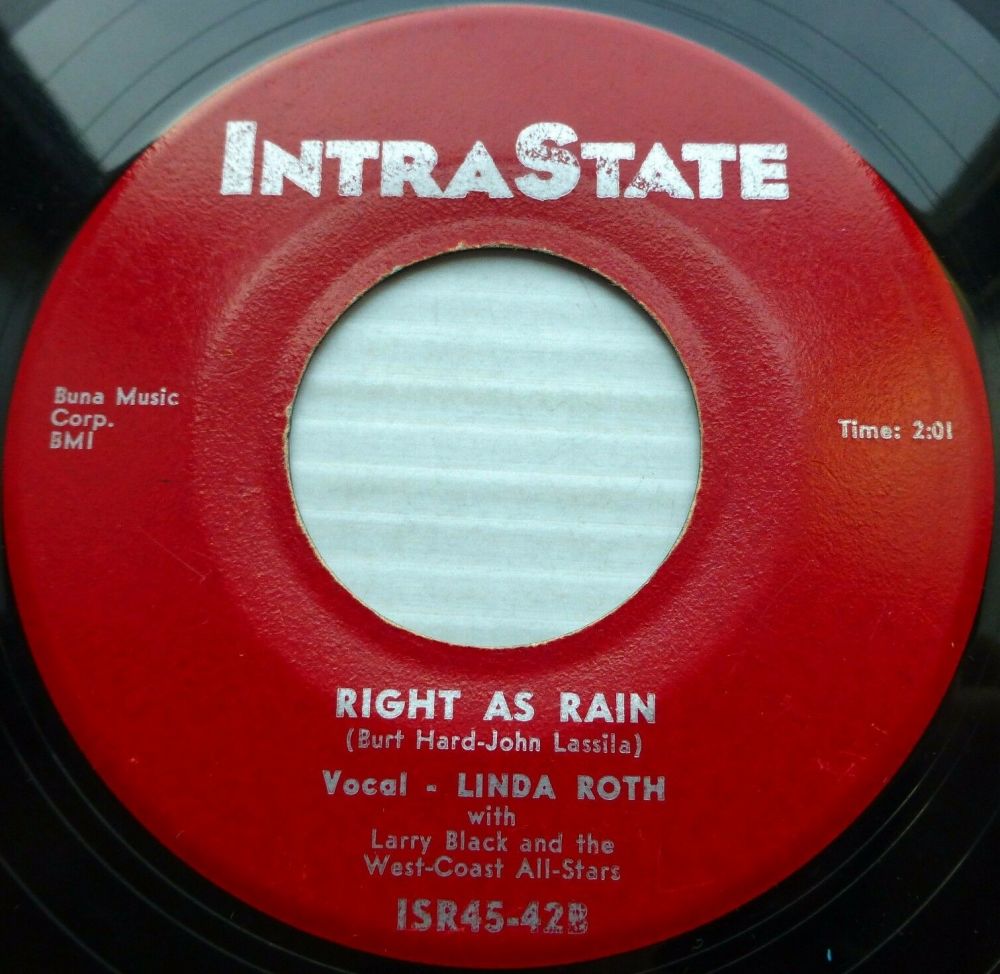 INTRASTATE
Buna Music
Corp.
BMI
Time: 2:01
RIGHT AS RAIN
(Burt Hard-John Lassila)
Vocal - LINDA ROTH
with
Larry Black and the
West-Coast All-Stars
ISR45-42B